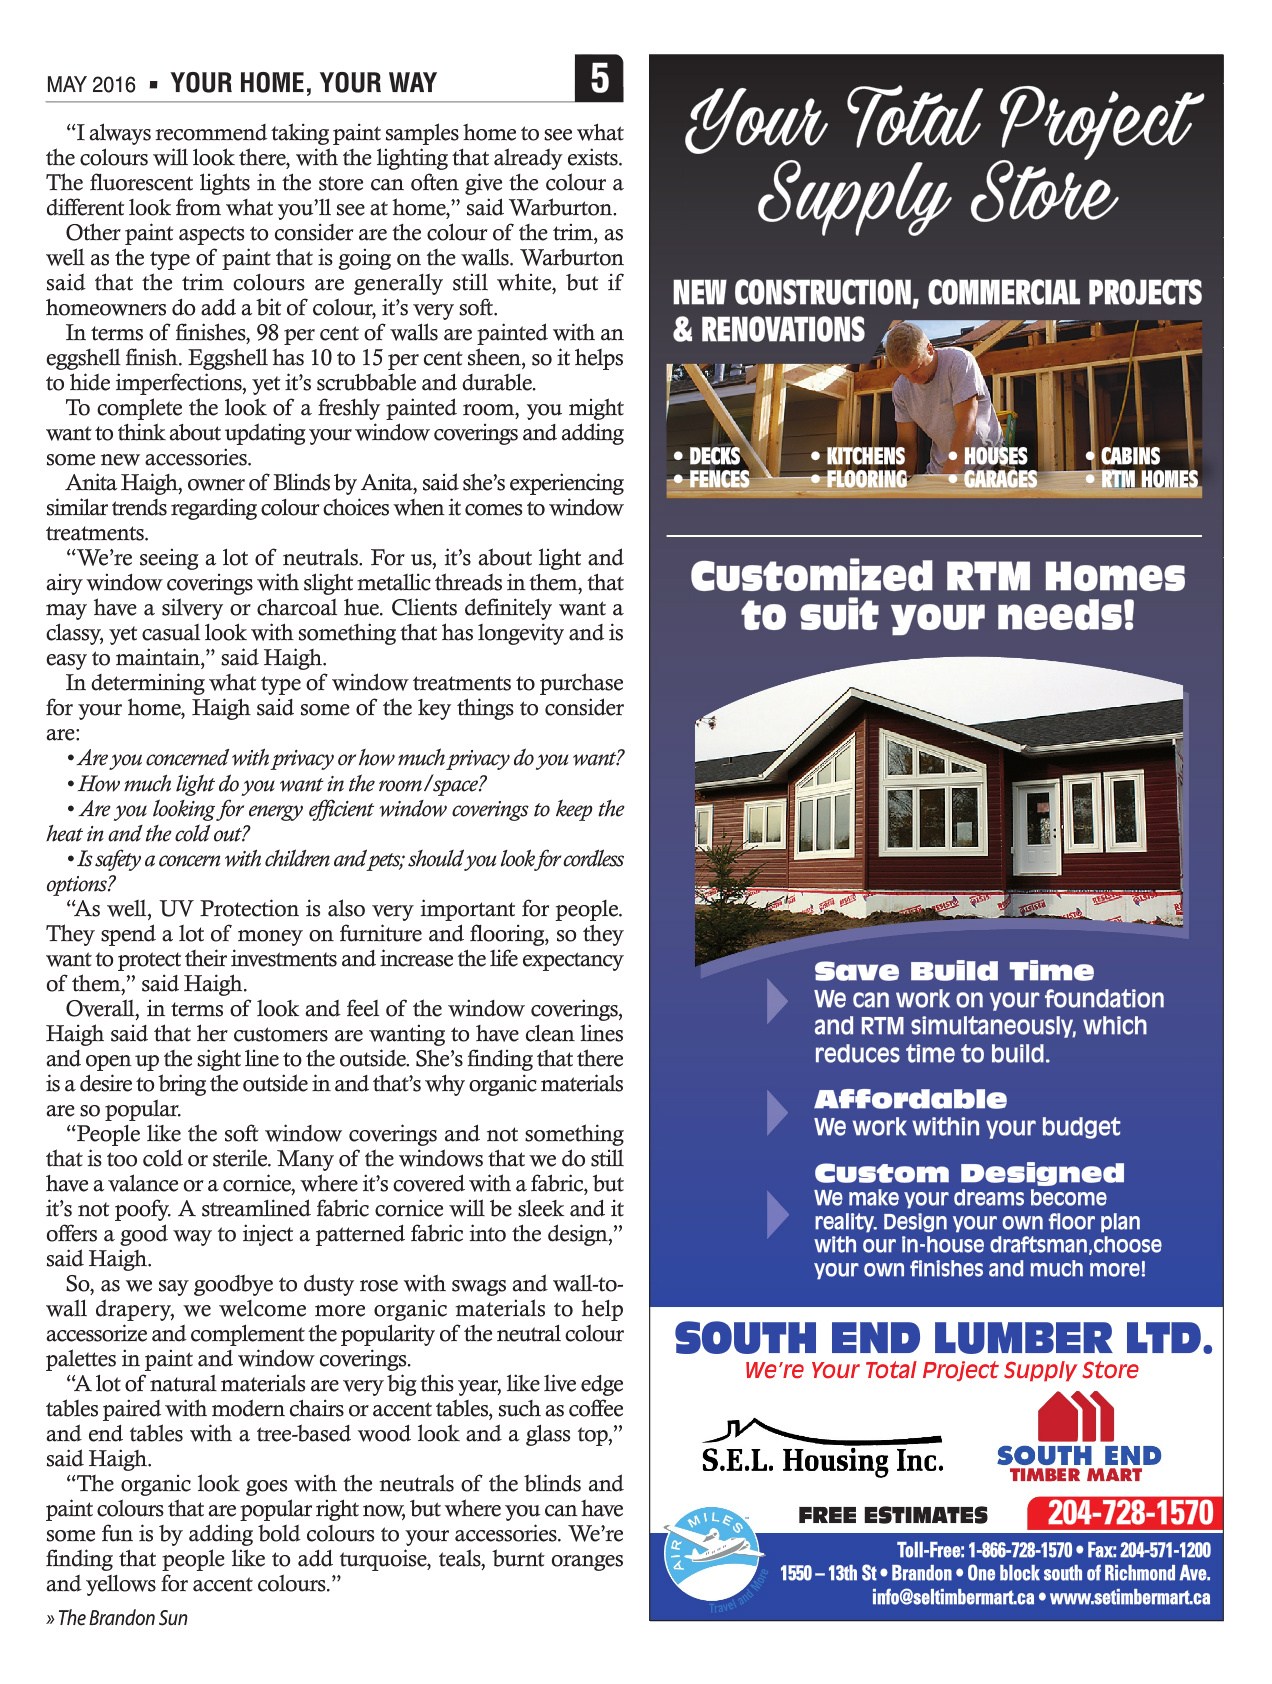 MAY 2016 ▪ YOUR HOME, YOUR WAY
5
“I always recommend taking paint samples home to see what
the colours will look there, with the lighting that already exists.
The fluorescent lights in the store can often give the colour a
different look from what you’ll see at home,” said Warburton.
Other paint aspects to consider are the colour of the trim, as
well as the type of paint that is going on the walls. Warburton
said that the trim colours are generally still white, but if
homeowners do add a bit of colour, it’s very soft.
In terms of finishes, 98 per cent of walls are painted with an
eggshell finish. Eggshell has 10 to 15 per cent sheen, so it helps
to hide imperfections, yet it’s scrubbable and durable.
To complete the look of a freshly painted room, you might
want to think about updating your window coverings and adding
some new accessories.
Anita Haigh, owner of Blinds by Anita, said she’s experiencing
similar trends regarding colour choices when it comes to window
treatments.
“We’re seeing a lot of neutrals. For us, it’s about light and
airy window coverings with slight metallic threads in them, that
may have a silvery or charcoal hue. Clients definitely want a
classy, yet casual look with something that has longevity and is
easy to maintain,” said Haigh.
In determining what type of window treatments to purchase
for your home, Haigh said some of the key things to consider
are:
• Are you concerned with privacy or how much privacy do you want?
• How much light do you want in the room/space?
• Are you looking for energy efficient window coverings to keep the
heat in and the cold out?
• Is safety a concern with children and pets; should you look for cordless
options?
“As well, UV Protection is also very important for people.
They spend a lot of money on furniture and flooring, so they
want to protect their investments and increase the life expectancy
of them,” said Haigh.
Overall, in terms of look and feel of the window coverings,
Haigh said that her customers are wanting to have clean lines
and open up the sight line to the outside. She’s finding that there
is a desire to bring the outside in and that’s why organic materials
are so popular.
“People like the soft window coverings and not something
that is too cold or sterile. Many of the windows that we do still
have a valance or a cornice, where it’s covered with a fabric, but
it’s not poofy. A streamlined fabric cornice will be sleek and it
offers a good way to inject a patterned fabric into the design,”
said Haigh.
So, as we say goodbye to dusty rose with swags and wall-to-
wall drapery, we welcome more organic materials to help
accessorize and complement the popularity of the neutral colour
palettes in paint and window coverings.
“A lot of natural materials are very big this year, like live edge
tables paired with modern chairs or accent tables, such as coffee
and end tables with a tree-based wood look and a glass top,”
said Haigh.
“The organic look goes with the neutrals of the blinds and
paint colours that are popular right now, but where you can have
some fun is by adding bold colours to your accessories. We’re
finding that people like to add turquoise, teals, burnt oranges
and yellows for accent colours.”
» The Brandon Sun
Your Total Project
Supply Store
NEW CONSTRUCTION, COMMERCIAL PROJECTS
& RENOVATIONS
• DECKS • KITCHENS • HOUSES • CABINS
• FENCES • FLOORING • GARAGES • RTM HOMES
Customized RTM Homes
to suit your needs!
Save Build Time
We can work on your foundation
and RTM simultaneously, which
reduces time to build.
Affordable
We work within your budget
Custom Designed
We make your dreams become
reality. Design your own floor plan
with our in-house draftsman,choose
your own finishes and much more!
SOUTH END LUMBER LTD.
We’re Your Total Project Supply Store
S.E.L. Housing Inc.
SOUTH END
TIMBER MART
FREE ESTIMATES 204-728-1570
AIR MILES
Travel and More
Toll-Free: 1-866-728-1570 • Fax: 204-571-1200
1550 – 13th St • Brandon • One block south of Richmond Ave.
info@seltimbermart.ca • www.setimbermart.ca